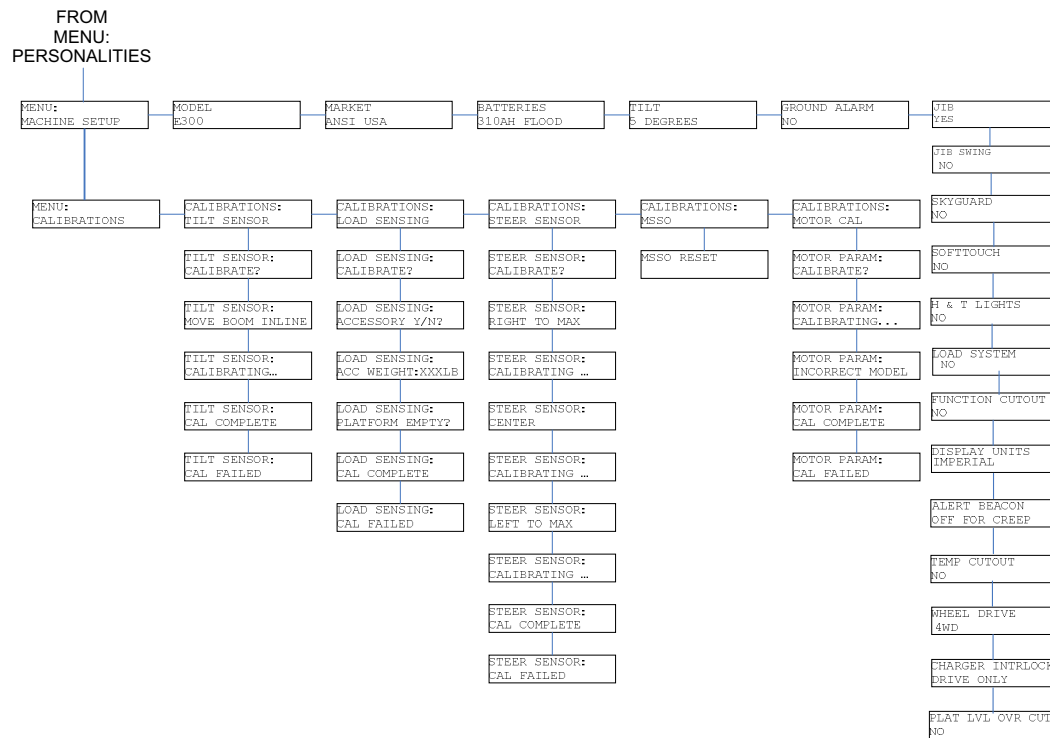 FROM
MENU:
PERSONALITIES
MENU:
MACHINE SETUP
MODEL
E300
MARKET
ANSI USA
BATTERIES
310AH FLOOD
TILT
5 DEGREES
GROUND ALARM
NO
JIB
YES
JIB SWING
NO
SKYGUARD
NO
SOFTTOUCH
NO
H & T LIGHTS
NO
LOAD SYSTEM
NO
FUNCTION CUTOUT
NO
DISPLAY UNITS
IMPERIAL
ALERT BEACON
OFF FOR CREEP
TEMP CUTOUT
NO
WHEEL DRIVE
4WD
CHARGER INTRLOCK
DRIVE ONLY
PLAT LVL OVR CUT
NO
MENU:
CALIBRATIONS
CALIBRATIONS:
TILT SENSOR
TILT SENSOR:
CALIBRATE?
TILT SENSOR:
MOVE BOOM INLINE
TILT SENSOR:
CALIBRATING…
TILT SENSOR:
CAL COMPLETE
TILT SENSOR:
CAL FAILED
CALIBRATIONS:
LOAD SENSING
LOAD SENSING:
CALIBRATE?
LOAD SENSING:
ACCESSORY Y/N?
LOAD SENSING:
ACC WEIGHT:XXXLB
LOAD SENSING:
PLATFORM EMPTY?
LOAD SENSING:
CAL COMPLETE
LOAD SENSING:
CAL FAILED
CALIBRATIONS:
STEER SENSOR
STEER SENSOR:
CALIBRATE?
STEER SENSOR:
RIGHT TO MAX
STEER SENSOR:
CALIBRATING …
STEER SENSOR:
CENTER
STEER SENSOR:
CALIBRATING …
STEER SENSOR:
LEFT TO MAX
STEER SENSOR:
CALIBRATING …
STEER SENSOR:
CAL COMPLETE
STEER SENSOR:
CAL FAILED
CALIBRATIONS:
MSSO
MSSO RESET
CALIBRATIONS:
MOTOR CAL
MOTOR PARAM:
CALIBRATE?
MOTOR PARAM:
CALIBRATING...
MOTOR PARAM:
INCORRECT MODEL
MOTOR PARAM:
CAL COMPLETE
MOTOR PARAM:
CAL FAILED